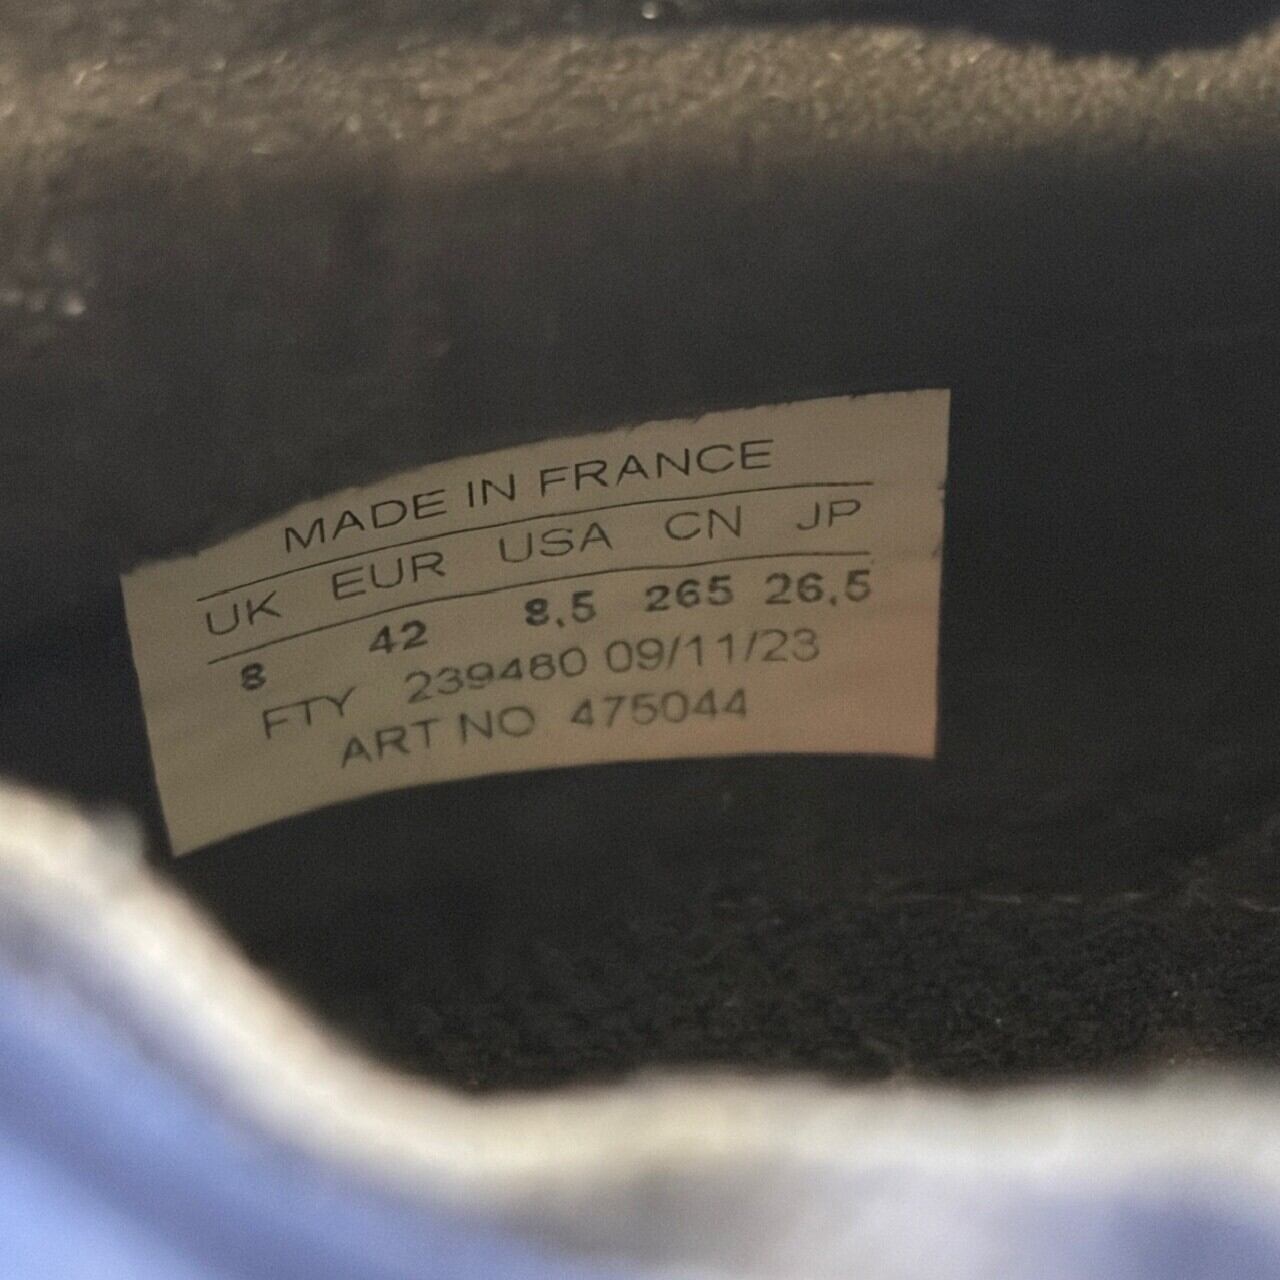 MADE IN FRANCE
UK EUR USA CN JP
8 42 8,5 265 26,5
FTY 239480 09/11/23
ART NO 475044